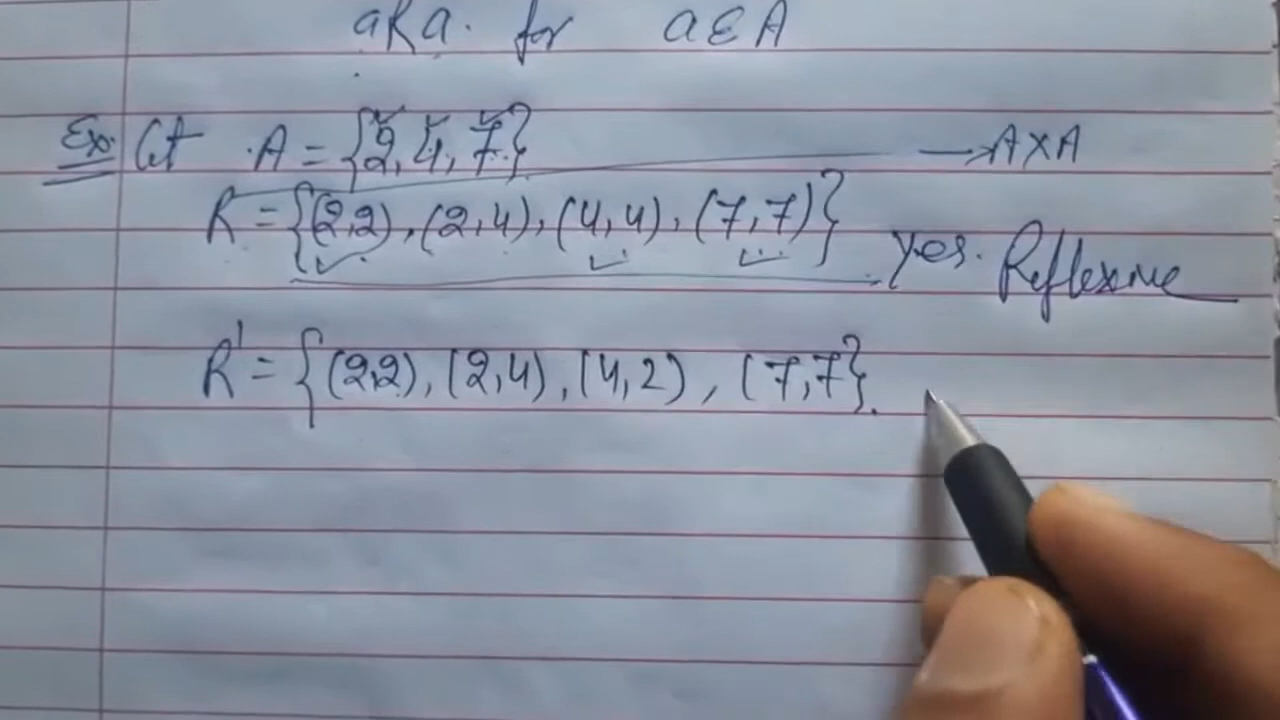 aRa. for a ∈ A
Ex. Let A = {2, 4, 7} → A×A
R = {(2,2), (2,4), (4,4), (7,7)} yes. Reflexive
R' = {(2,2), (2,4), (4,2), (7,7}.